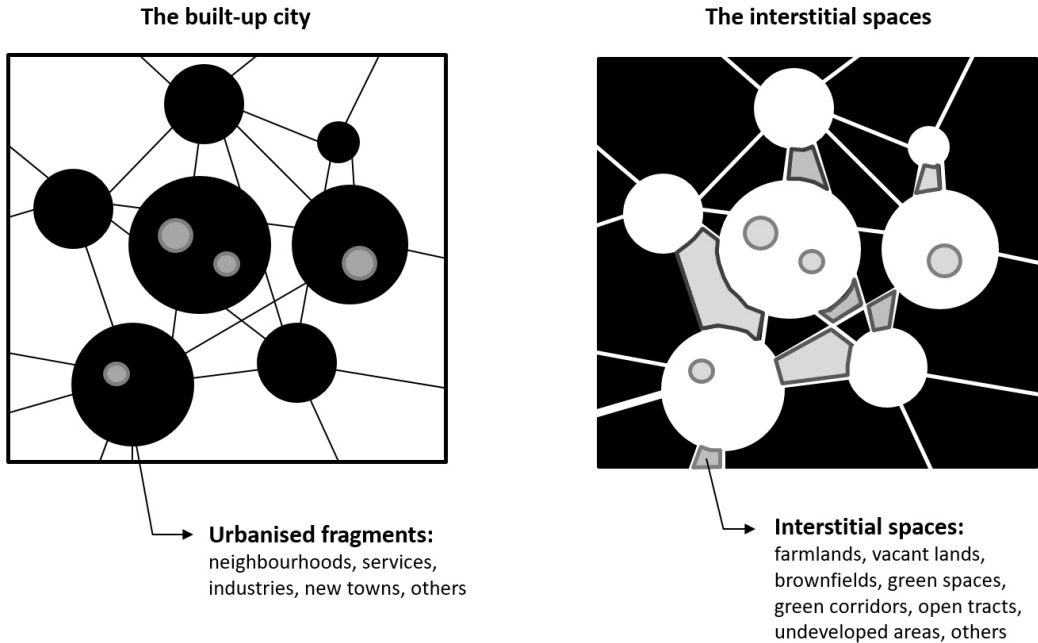 The built-up city
The interstitial spaces
Urbanised fragments:
neighbourhoods, services,
industries, new towns, others
Interstitial spaces:
farmlands, vacant lands,
brownfields, green spaces,
green corridors, open tracts,
undeveloped areas, others